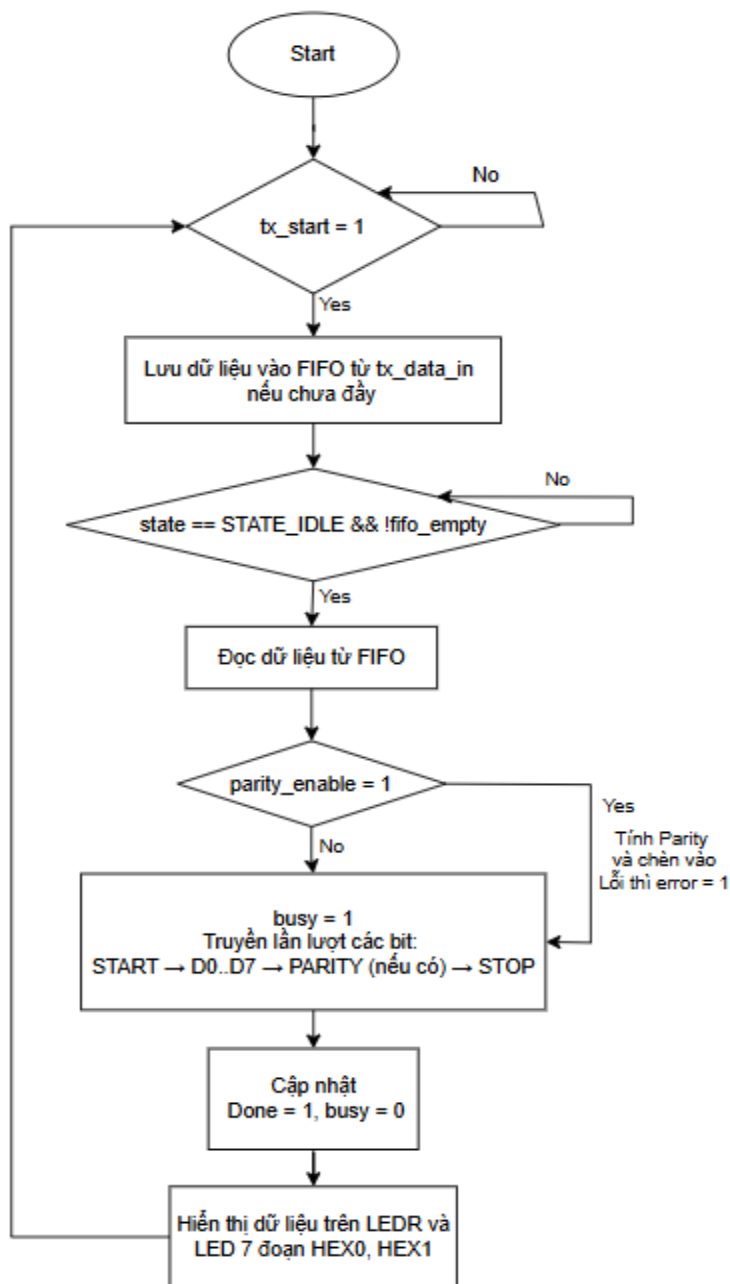 Start
No
tx_start = 1
Yes
Lưu dữ liệu vào FIFO từ tx_data_in
nếu chưa đầy
No
state == STATE_IDLE && !fifo_empty
Yes
Đọc dữ liệu từ FIFO
parity_enable = 1
Yes
Tính Parity
và chèn vào
Lỗi thì error = 1
No
busy = 1
Truyền lần lượt các bit:
START → D0..D7 → PARITY (nếu có) → STOP
Cập nhật
Done = 1, busy = 0
Hiển thị dữ liệu trên LEDR và
LED 7 đoạn HEX0, HEX1